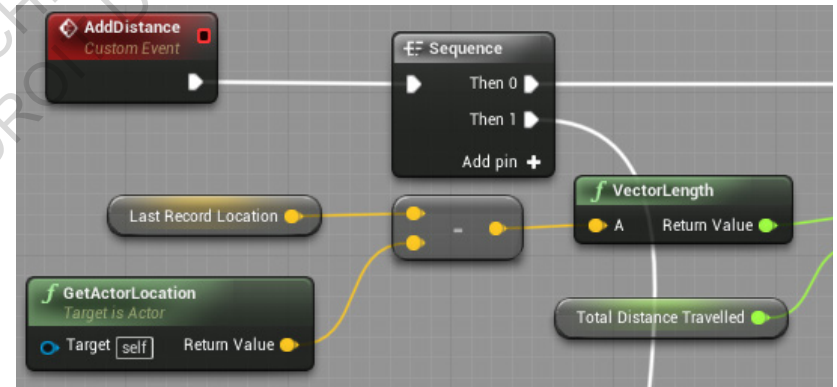 AddDistance
Custom Event
Sequence
Then 0
Then 1
Add pin +
Last Record Location
-
VectorLength
A Return Value
GetActorLocation
Target is Actor
Target self Return Value
Total Distance Travelled